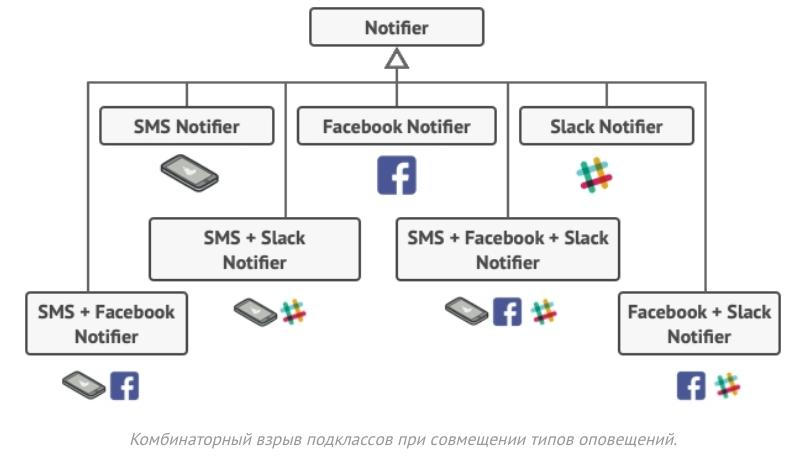 Notifier
SMS Notifier
Facebook Notifier
Slack Notifier
SMS + Slack
Notifier
SMS + Facebook + Slack
Notifier
SMS + Facebook
Notifier
Facebook + Slack
Notifier
Комбинаторный взрыв подклассов при совмещении типов оповещений.